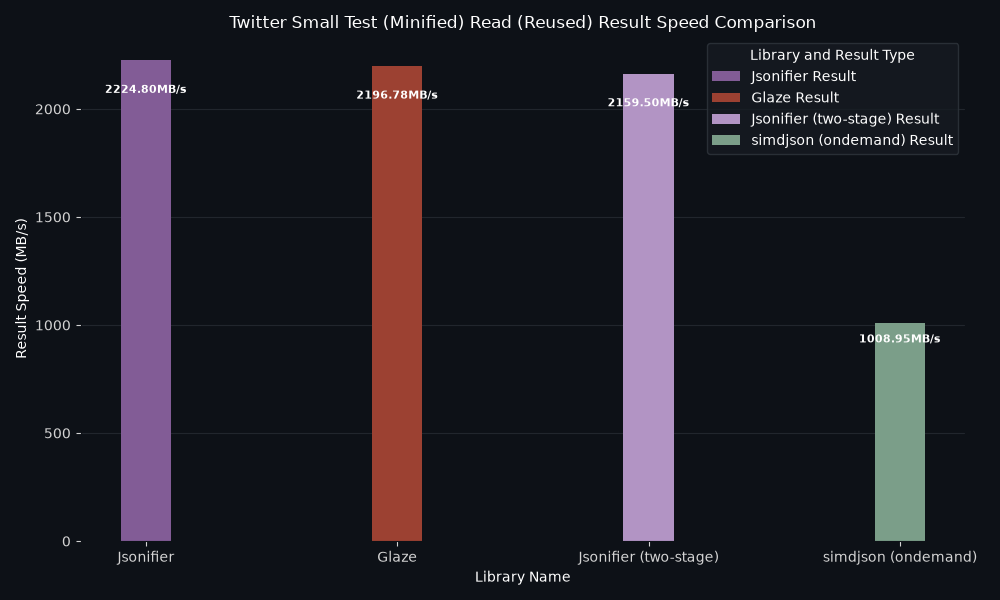 Twitter Small Test (Minified) Read (Reused) Result Speed Comparison
Library and Result Type
Jsonifier Result
Glaze Result
Jsonifier (two-stage) Result
simdjson (ondemand) Result
2224.80MB/s
2196.78MB/s
2159.50MB/s
1008.95MB/s
Result Speed (MB/s)
2000
1500
1000
500
0
Jsonifier
Glaze
Jsonifier (two-stage)
simdjson (ondemand)
Library Name